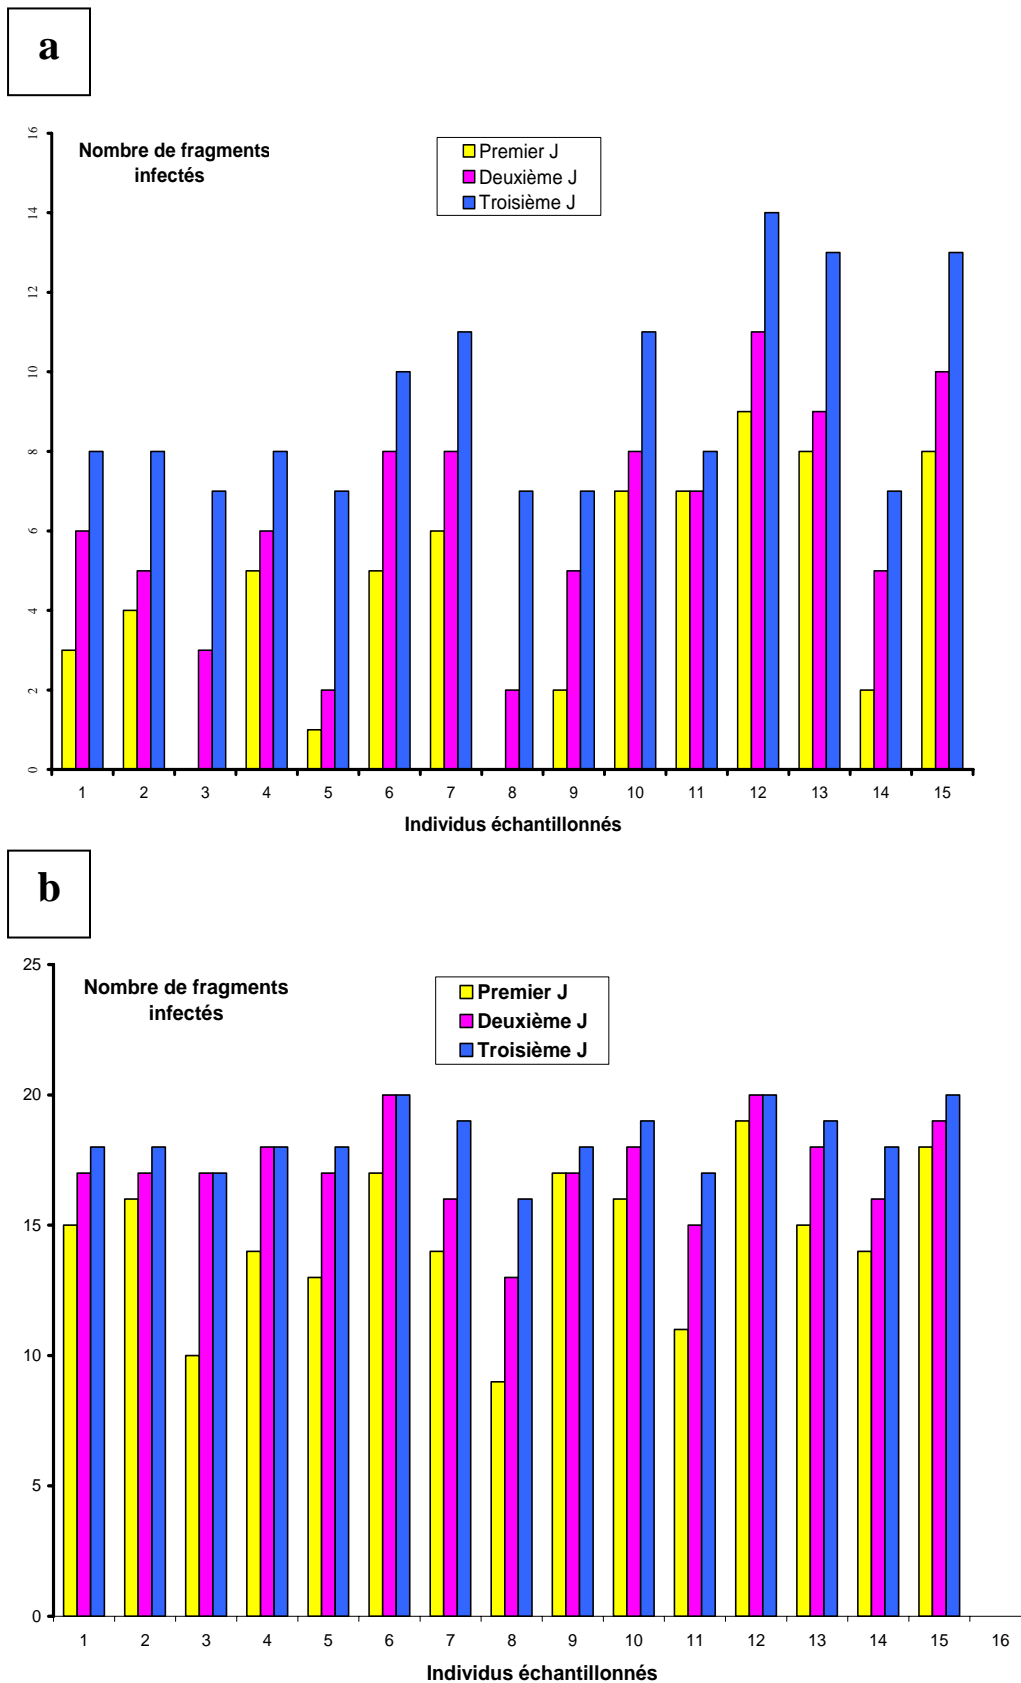 a
Nombre de fragments
infectés
Premier J
Deuxième J
Troisième J
16
14
12
10
8
6
4
2
0
1 2 3 4 5 6 7 8 9 10 11 12 13 14 15
Individus échantillonnés
b
Nombre de fragments
infectés
Premier J
Deuxième J
Troisième J
25
20
15
10
5
0
1 2 3 4 5 6 7 8 9 10 11 12 13 14 15 16
Individus échantillonnés